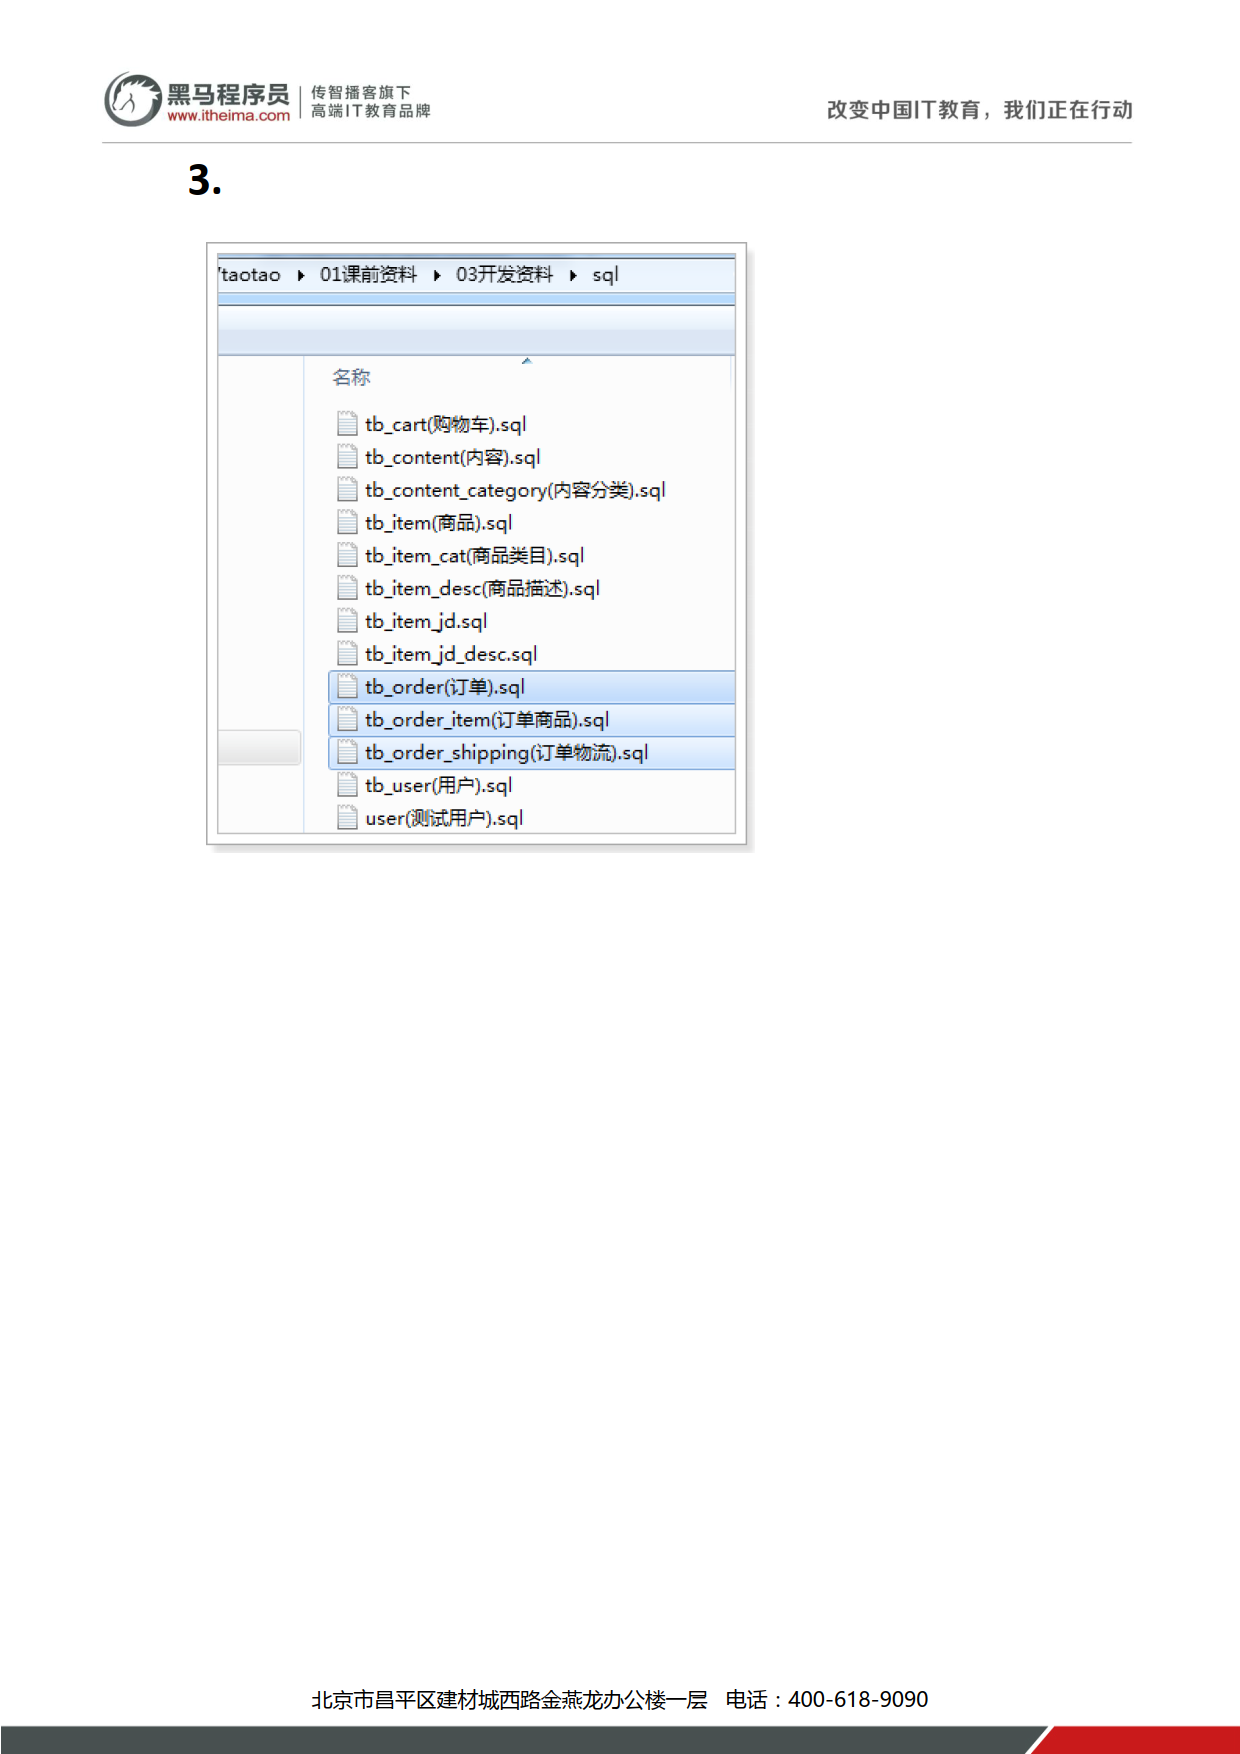 黑马程序员
www.itheima.com
传智播客旗下
高端IT教育品牌
改变中国IT教育，我们正在行动
3.
taotao ▸ 01课前资料 ▸ 03开发资料 ▸ sql
名称
tb_cart(购物车).sql
tb_content(内容).sql
tb_content_category(内容分类).sql
tb_item(商品).sql
tb_item_cat(商品类目).sql
tb_item_desc(商品描述).sql
tb_item_jd.sql
tb_item_jd_desc.sql
tb_order(订单).sql
tb_order_item(订单商品).sql
tb_order_shipping(订单物流).sql
tb_user(用户).sql
user(测试用户).sql
北京市昌平区建材城西路金燕龙办公楼一层 电话：400-618-9090